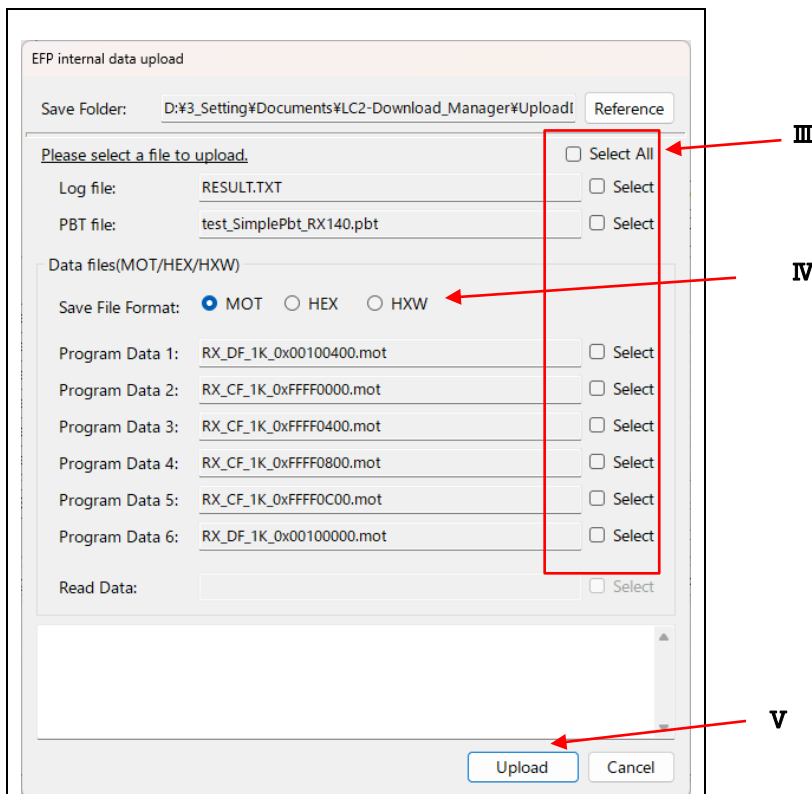 EFP internal data upload
Save Folder: D:¥3_Setting¥Documents¥LC2-Download_Manager¥Upload Reference
Ⅲ
Please select a file to upload. Select All
Log file: RESULT.TXT Select
PBT file: test_SimplePbt_RX140.pbt Select
Data files(MOT/HEX/HXW)
Ⅳ
Save File Format: MOT HEX HXW
Program Data 1: RX_DF_1K_0x00100400.mot Select
Program Data 2: RX_CF_1K_0xFFFF0000.mot Select
Program Data 3: RX_CF_1K_0xFFFF0400.mot Select
Program Data 4: RX_CF_1K_0xFFFF0800.mot Select
Program Data 5: RX_CF_1K_0xFFFF0C00.mot Select
Program Data 6: RX_DF_1K_0x00100000.mot Select
Read Data: Select
Ⅴ
Upload Cancel